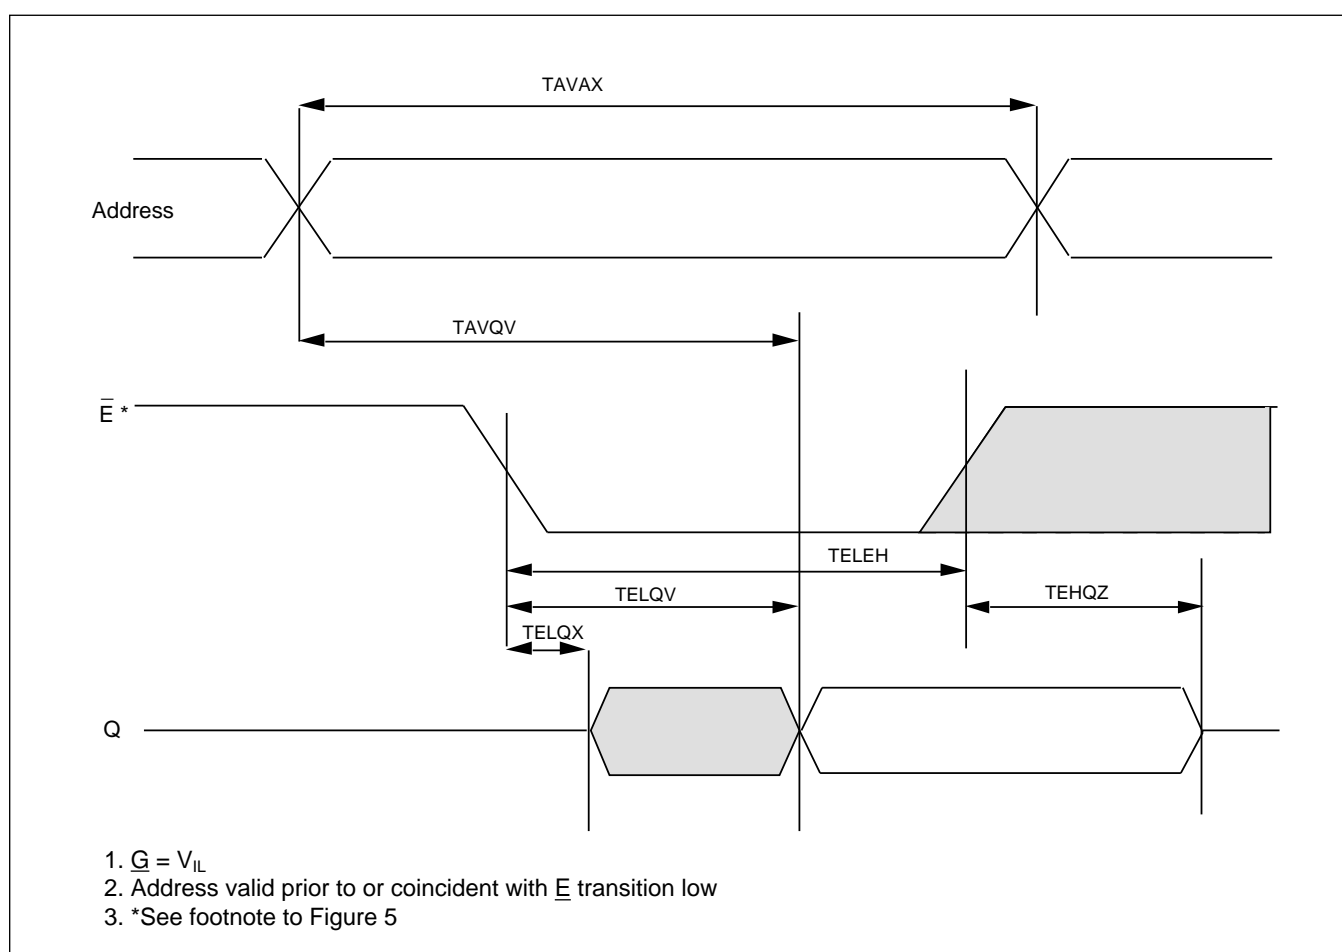 TAVAX
Address
TAVQV
E̅ *
TELEH
TELQV
TEHQZ
TELQX
Q
1. G̲ = VIL
2. Address valid prior to or coincident with E̲ transition low
3. *See footnote to Figure 5